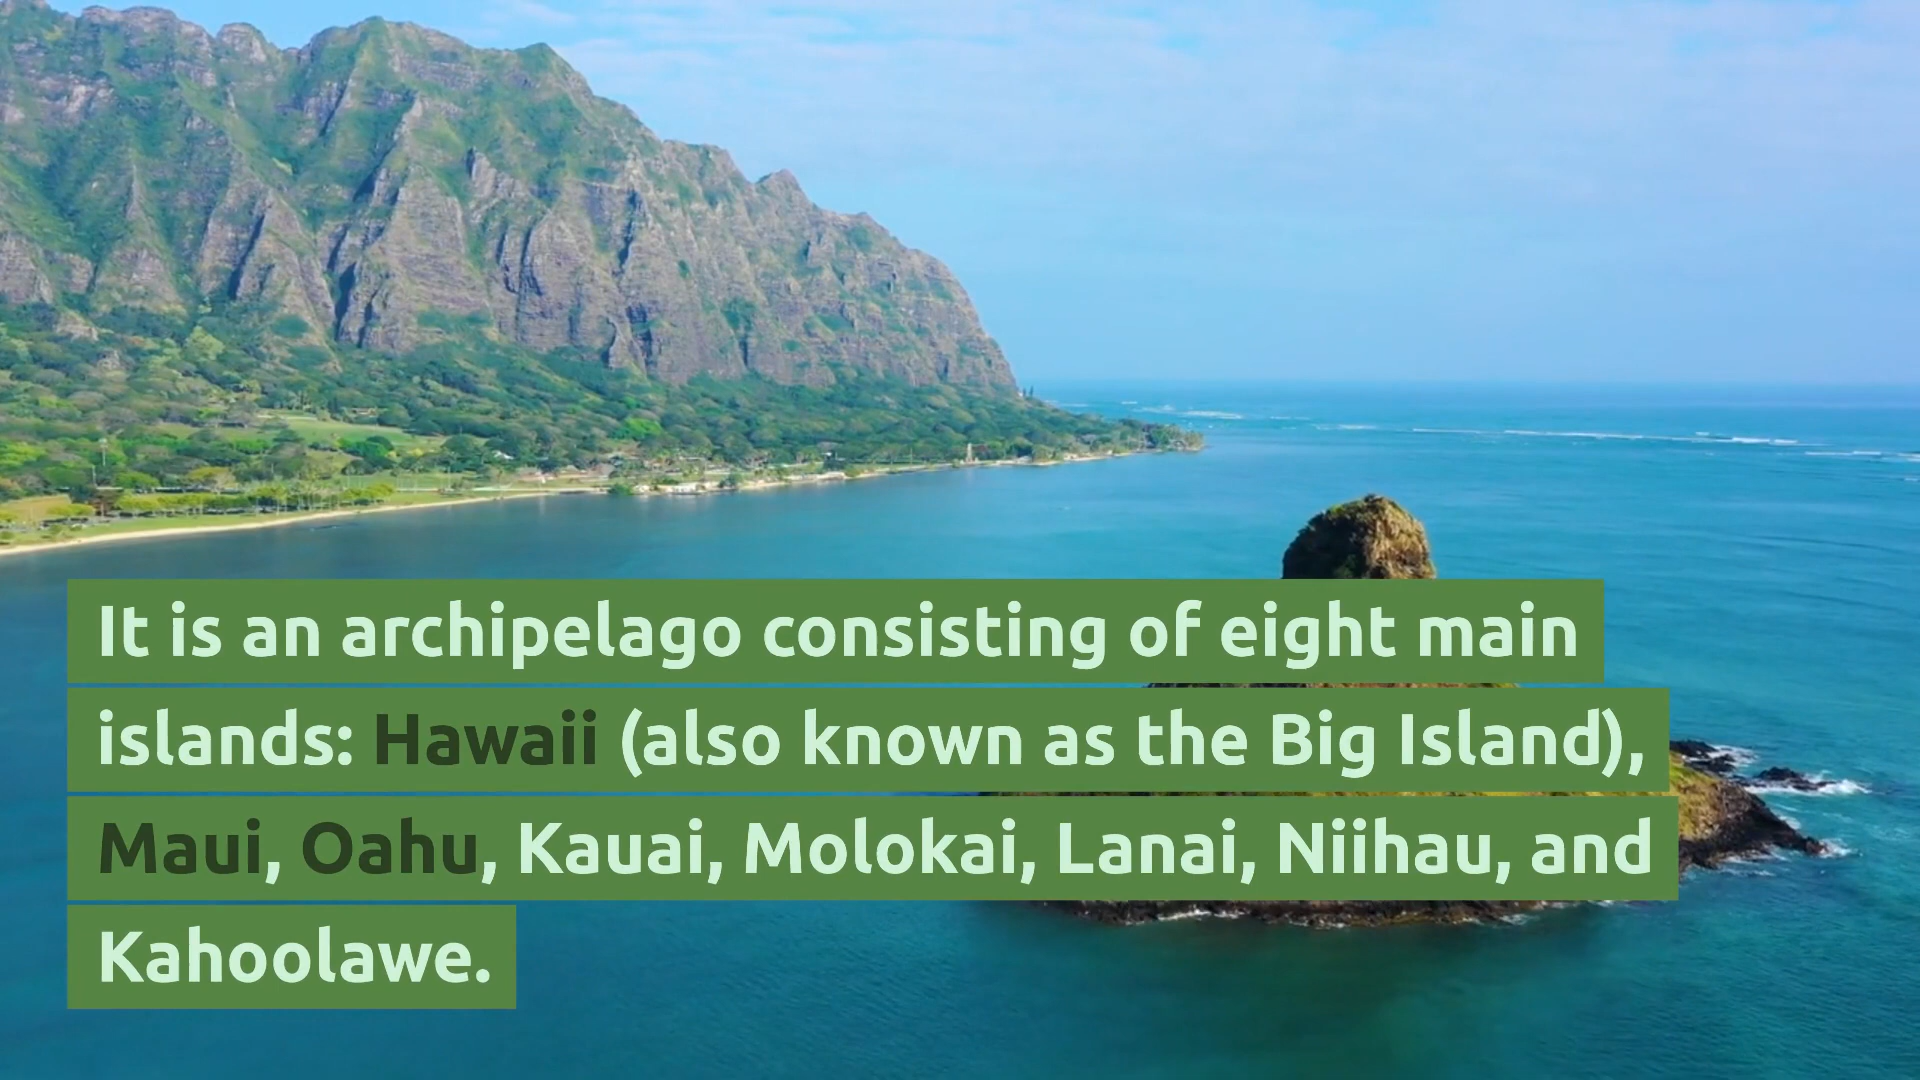 It is an archipelago consisting of eight main
islands: Hawaii (also known as the Big Island),
Maui, Oahu, Kauai, Molokai, Lanai, Niihau, and
Kahoolawe.